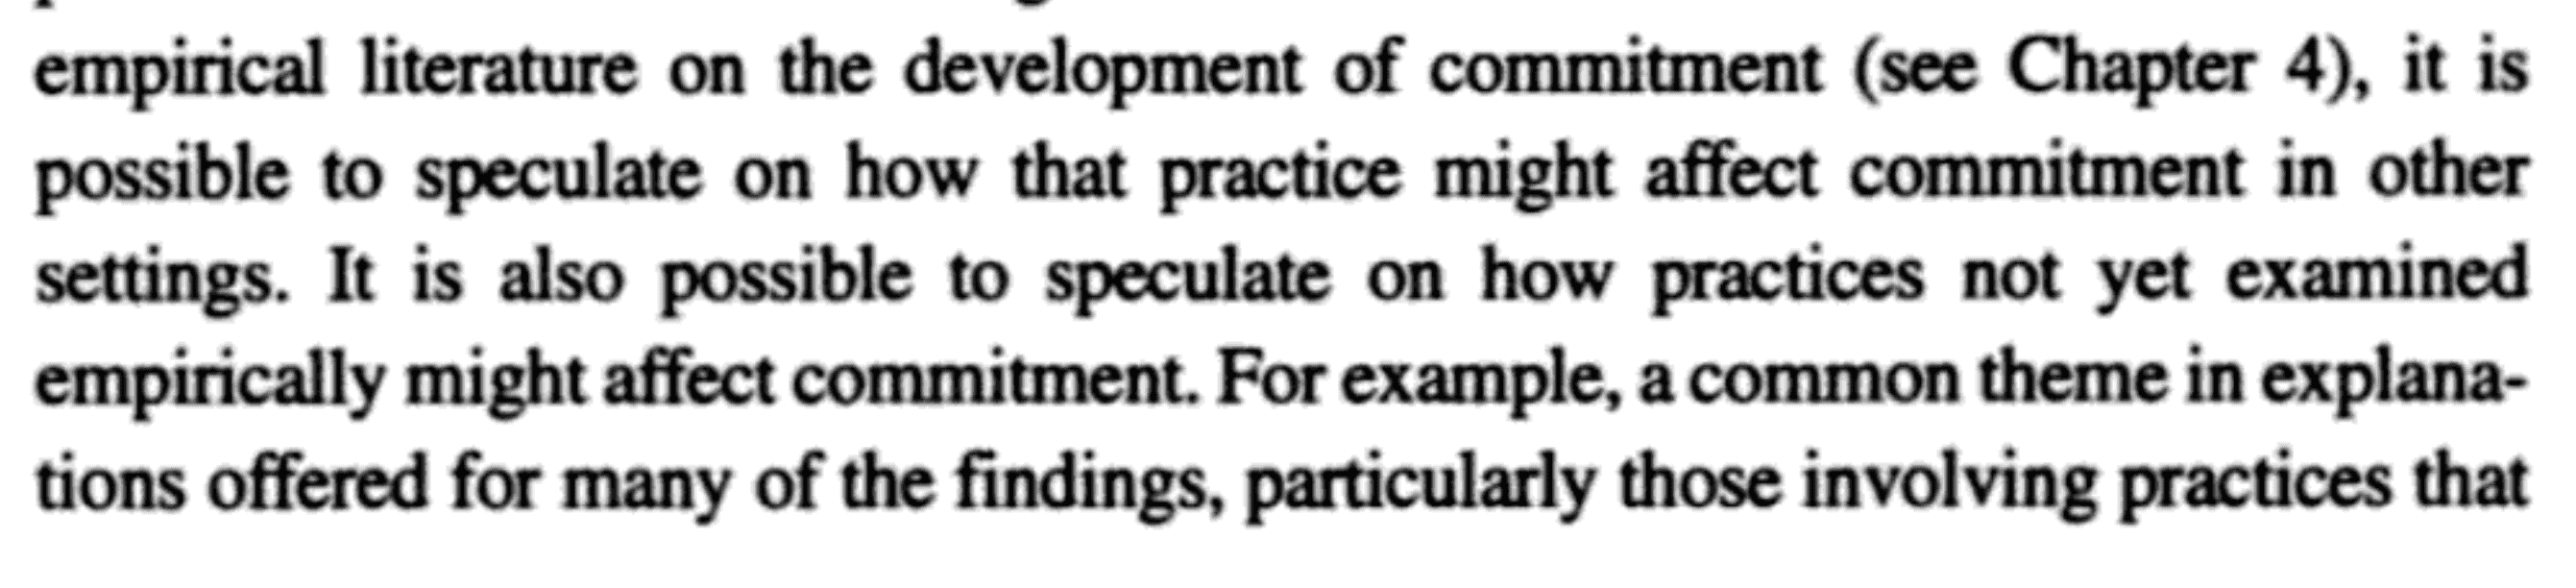 empirical literature on the development of commitment (see Chapter 4), it is
possible to speculate on how that practice might affect commitment in other
settings. It is also possible to speculate on how practices not yet examined
empirically might affect commitment. For example, a common theme in explana-
tions offered for many of the findings, particularly those involving practices that